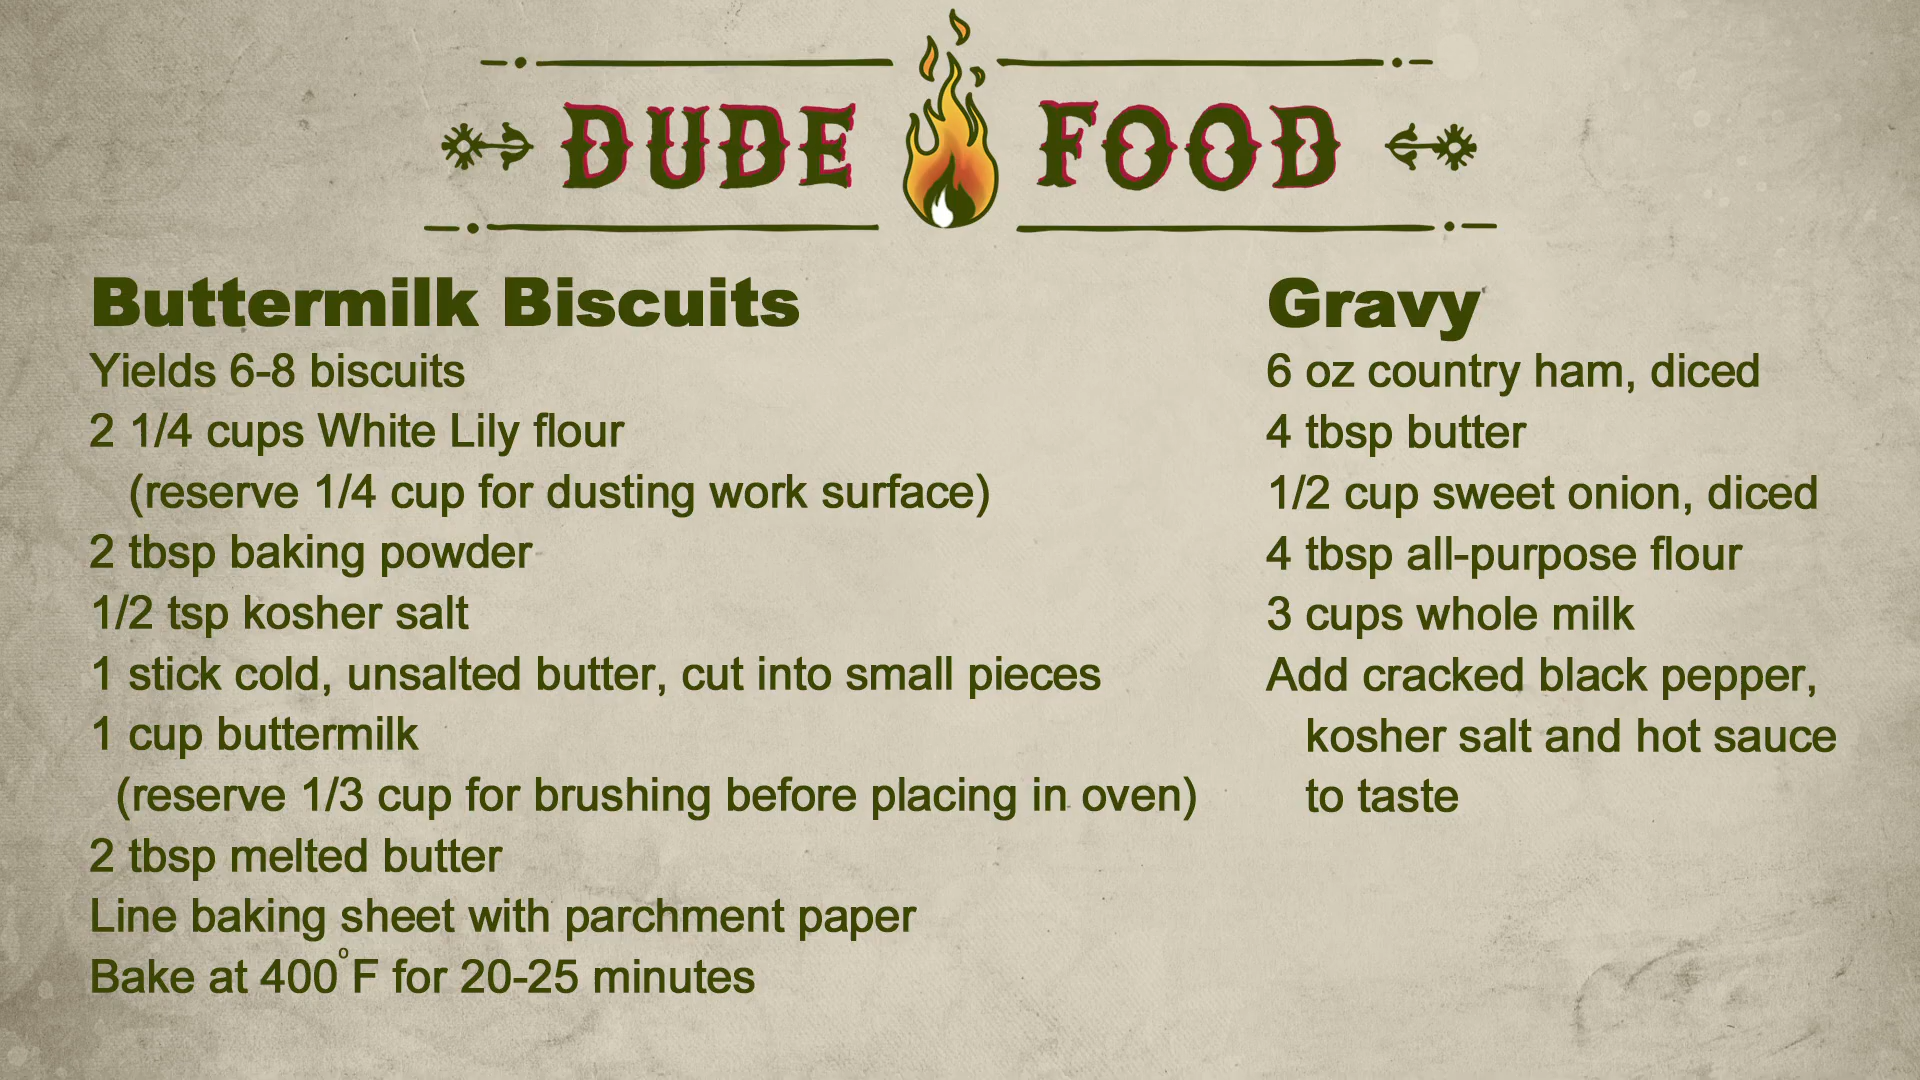 DUDE FOOD
Buttermilk Biscuits
Yields 6-8 biscuits
2 1/4 cups White Lily flour
(reserve 1/4 cup for dusting work surface)
2 tbsp baking powder
1/2 tsp kosher salt
1 stick cold, unsalted butter, cut into small pieces
1 cup buttermilk
(reserve 1/3 cup for brushing before placing in oven)
2 tbsp melted butter
Line baking sheet with parchment paper
Bake at 400°F for 20-25 minutes
Gravy
6 oz country ham, diced
4 tbsp butter
1/2 cup sweet onion, diced
4 tbsp all-purpose flour
3 cups whole milk
Add cracked black pepper,
kosher salt and hot sauce
to taste